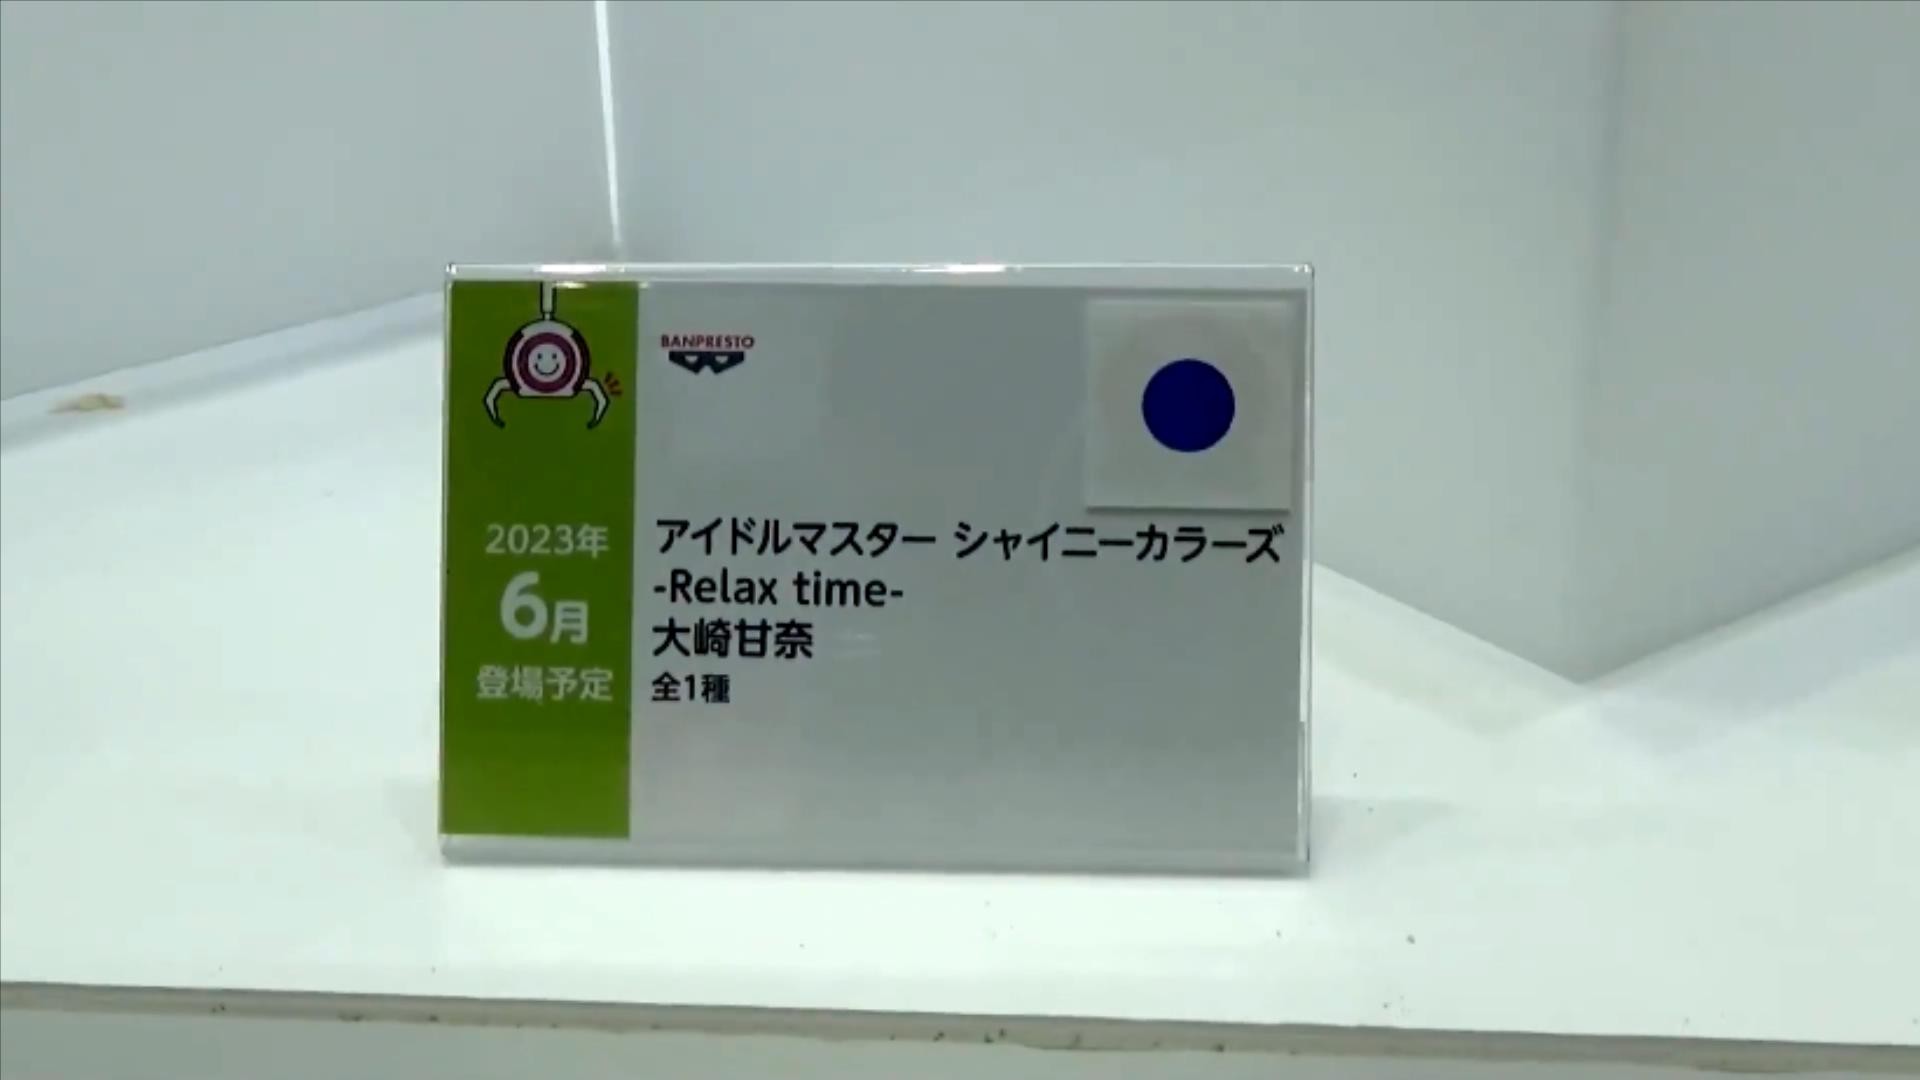 BANPRESTO
2023年
6月
登場予定
アイドルマスター シャイニーカラーズ
-Relax time-
大崎甘奈
全1種